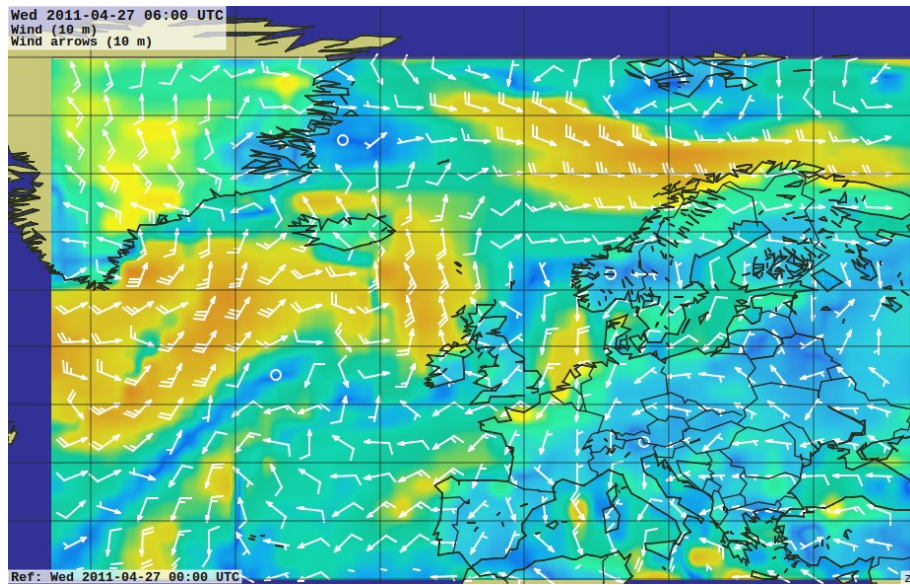 Wed 2011-04-27 06:00 UTC
Wind (10 m)
Wind arrows (10 m)
Ref: Wed 2011-04-27 00:00 UTC